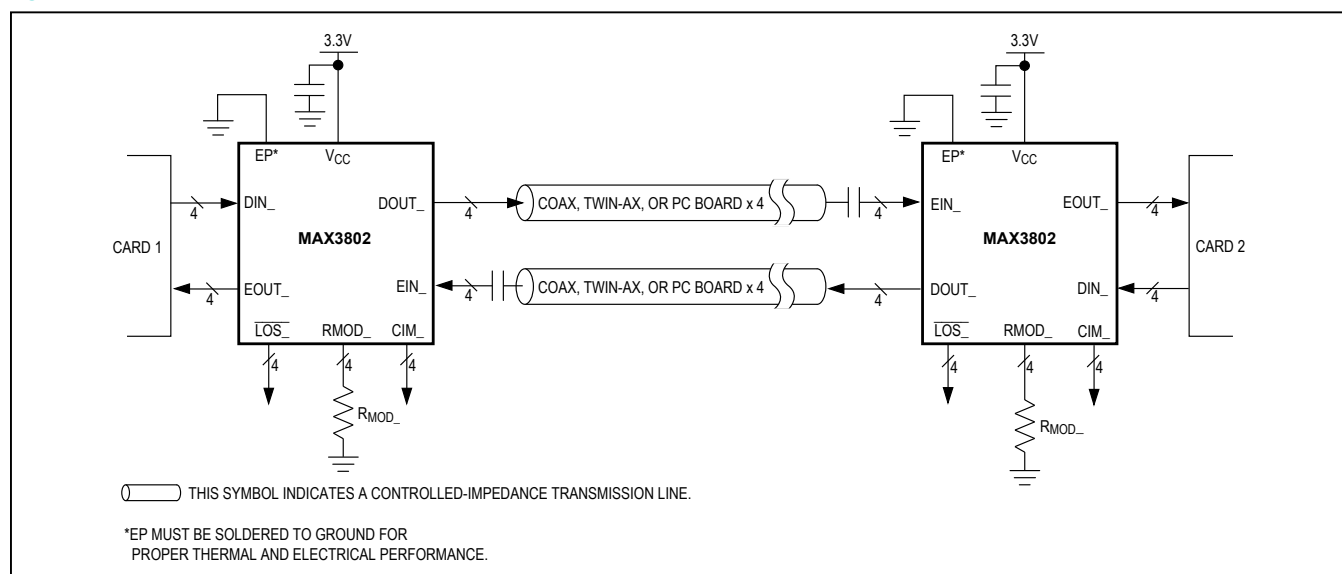 3.3V
3.3V
EP*
VCC
EP*
VCC
DIN_
4
DOUT_
4
COAX, TWIN-AX, OR PC BOARD x 4
4
EIN_
EOUT_
4
CARD 1
MAX3802
MAX3802
CARD 2
EOUT_
4
EIN_
4
COAX, TWIN-AX, OR PC BOARD x 4
4
DOUT_
DIN_
4
LOS_
RMOD_
CIM_
LOS_
RMOD_
CIM_
4
4
4
4
4
4
RMOD_
RMOD_
THIS SYMBOL INDICATES A CONTROLLED-IMPEDANCE TRANSMISSION LINE.
*EP MUST BE SOLDERED TO GROUND FOR
PROPER THERMAL AND ELECTRICAL PERFORMANCE.